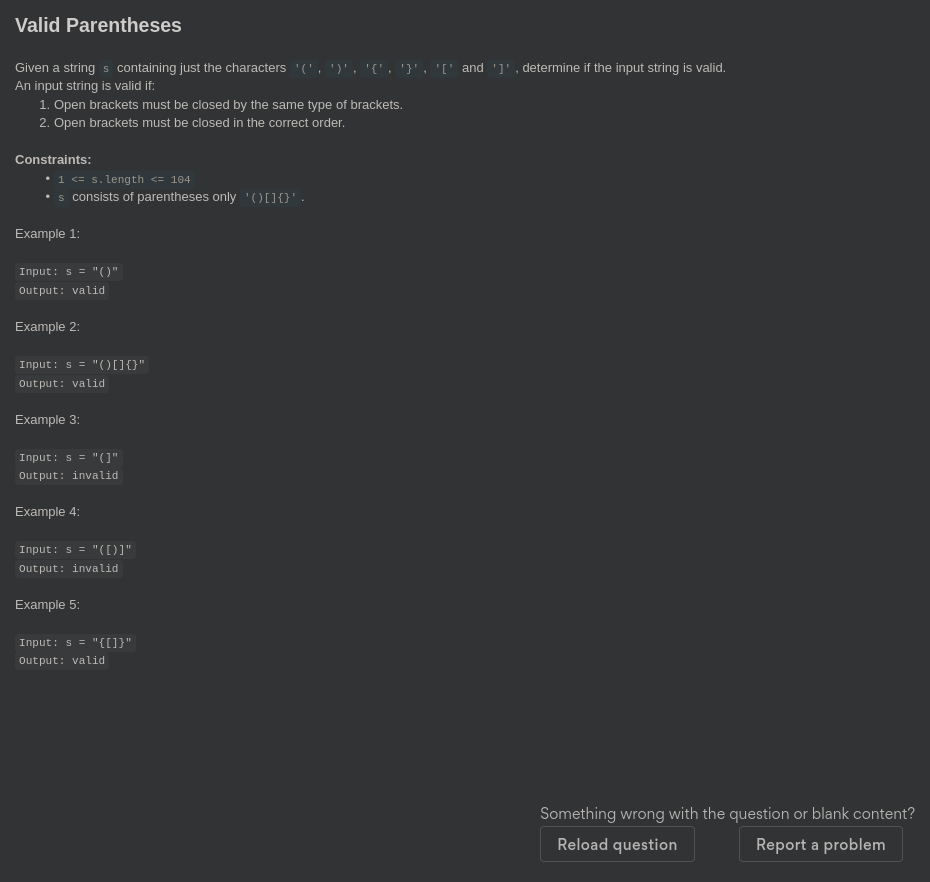 Valid Parentheses
Given a string s containing just the characters '(', ')', '{', '}', '[' and ']', determine if the input string is valid.
An input string is valid if:
1. Open brackets must be closed by the same type of brackets.
2. Open brackets must be closed in the correct order.
Constraints:
• 1 <= s.length <= 104
• s consists of parentheses only '()[]{}'.
Example 1:
Input: s = "()"
Output: valid
Example 2:
Input: s = "()[]{}"
Output: valid
Example 3:
Input: s = "(]"
Output: invalid
Example 4:
Input: s = "([)]"
Output: invalid
Example 5:
Input: s = "{[]}"
Output: valid
Something wrong with the question or blank content?
Reload question Report a problem